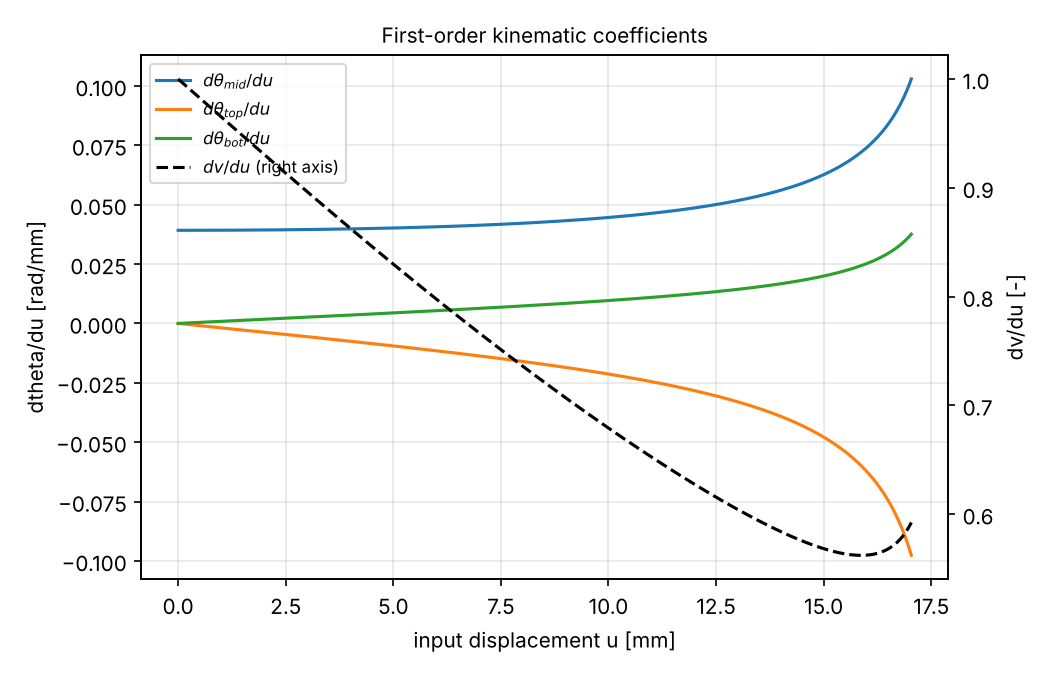 First-order kinematic coefficients
dθ_mid/du
dθ_top/du
dθ_bot/du
dv/du (right axis)
0.100
0.075
0.050
0.025
0.000
−0.025
−0.050
−0.075
−0.100
dtheta/du [rad/mm]
1.0
0.9
0.8
0.7
0.6
dv/du [-]
0.0 2.5 5.0 7.5 10.0 12.5 15.0 17.5
input displacement u [mm]